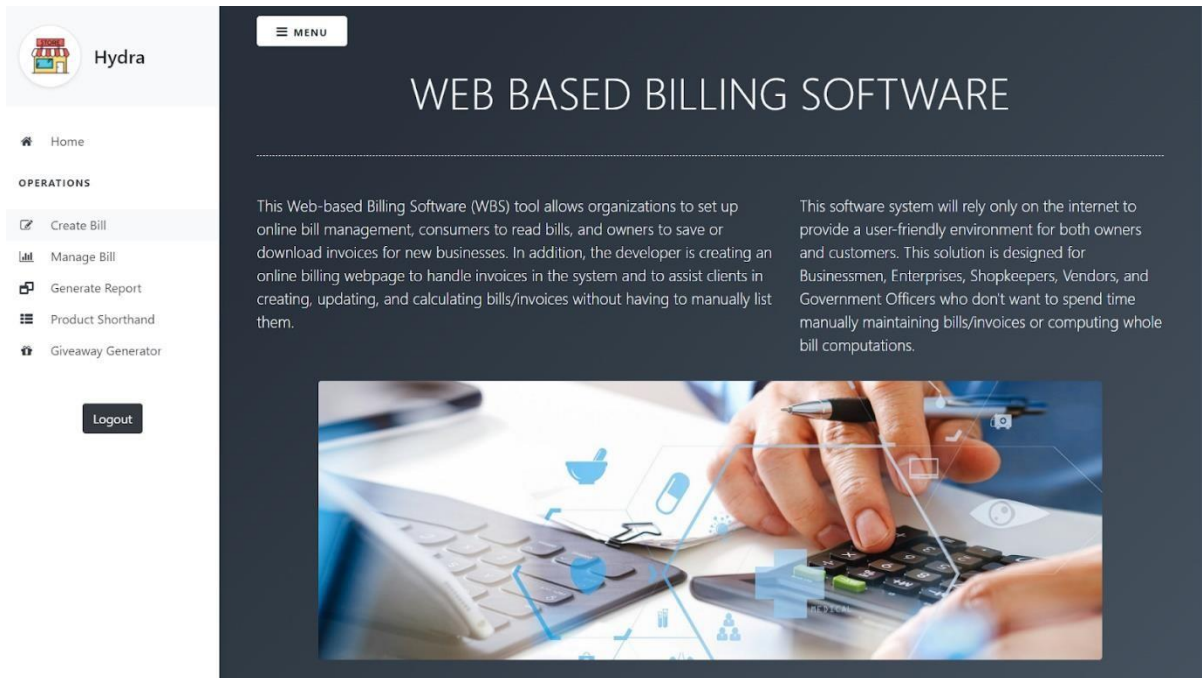 STORE
Hydra
Home
OPERATIONS
Create Bill
Manage Bill
Generate Report
Product Shorthand
Giveaway Generator
Logout
MENU
WEB BASED BILLING SOFTWARE
This Web-based Billing Software (WBS) tool allows organizations to set up
online bill management, consumers to read bills, and owners to save or
download invoices for new businesses. In addition, the developer is creating an
online billing webpage to handle invoices in the system and to assist clients in
creating, updating, and calculating bills/invoices without having to manually list
them.
This software system will rely only on the internet to
provide a user-friendly environment for both owners
and customers. This solution is designed for
Businessmen, Enterprises, Shopkeepers, Vendors, and
Government Officers who don't want to spend time
manually maintaining bills/invoices or computing whole
bill computations.
MEDICAL